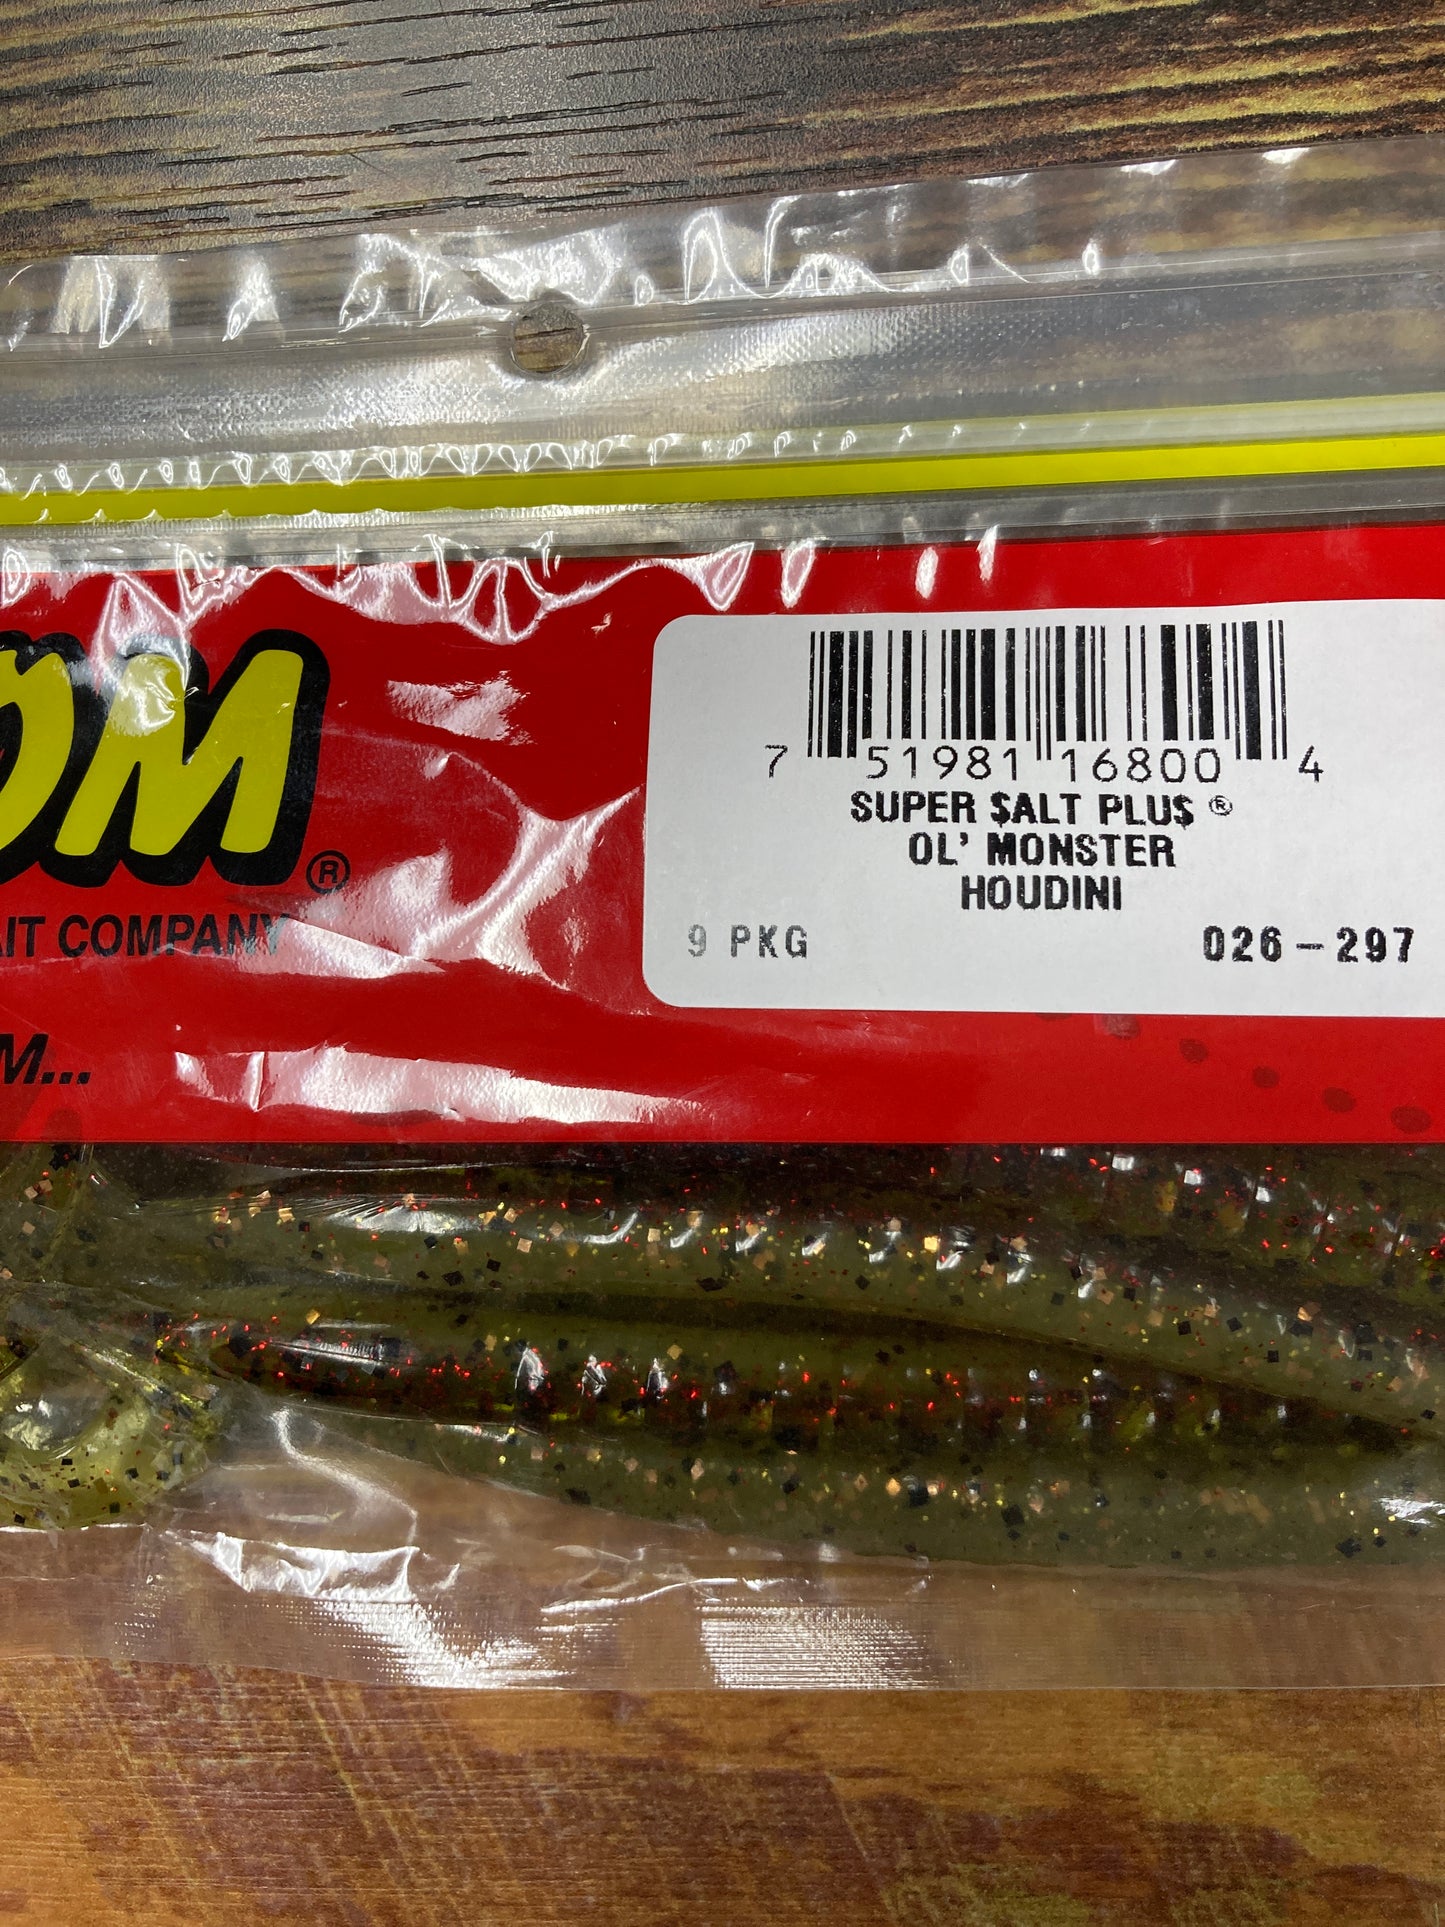 OM®
AIT COMPANY
M...
7 51981 16800 4
SUPER $ALT PLU$ ®
OL' MONSTER
HOUDINI
9 PKG 026-297